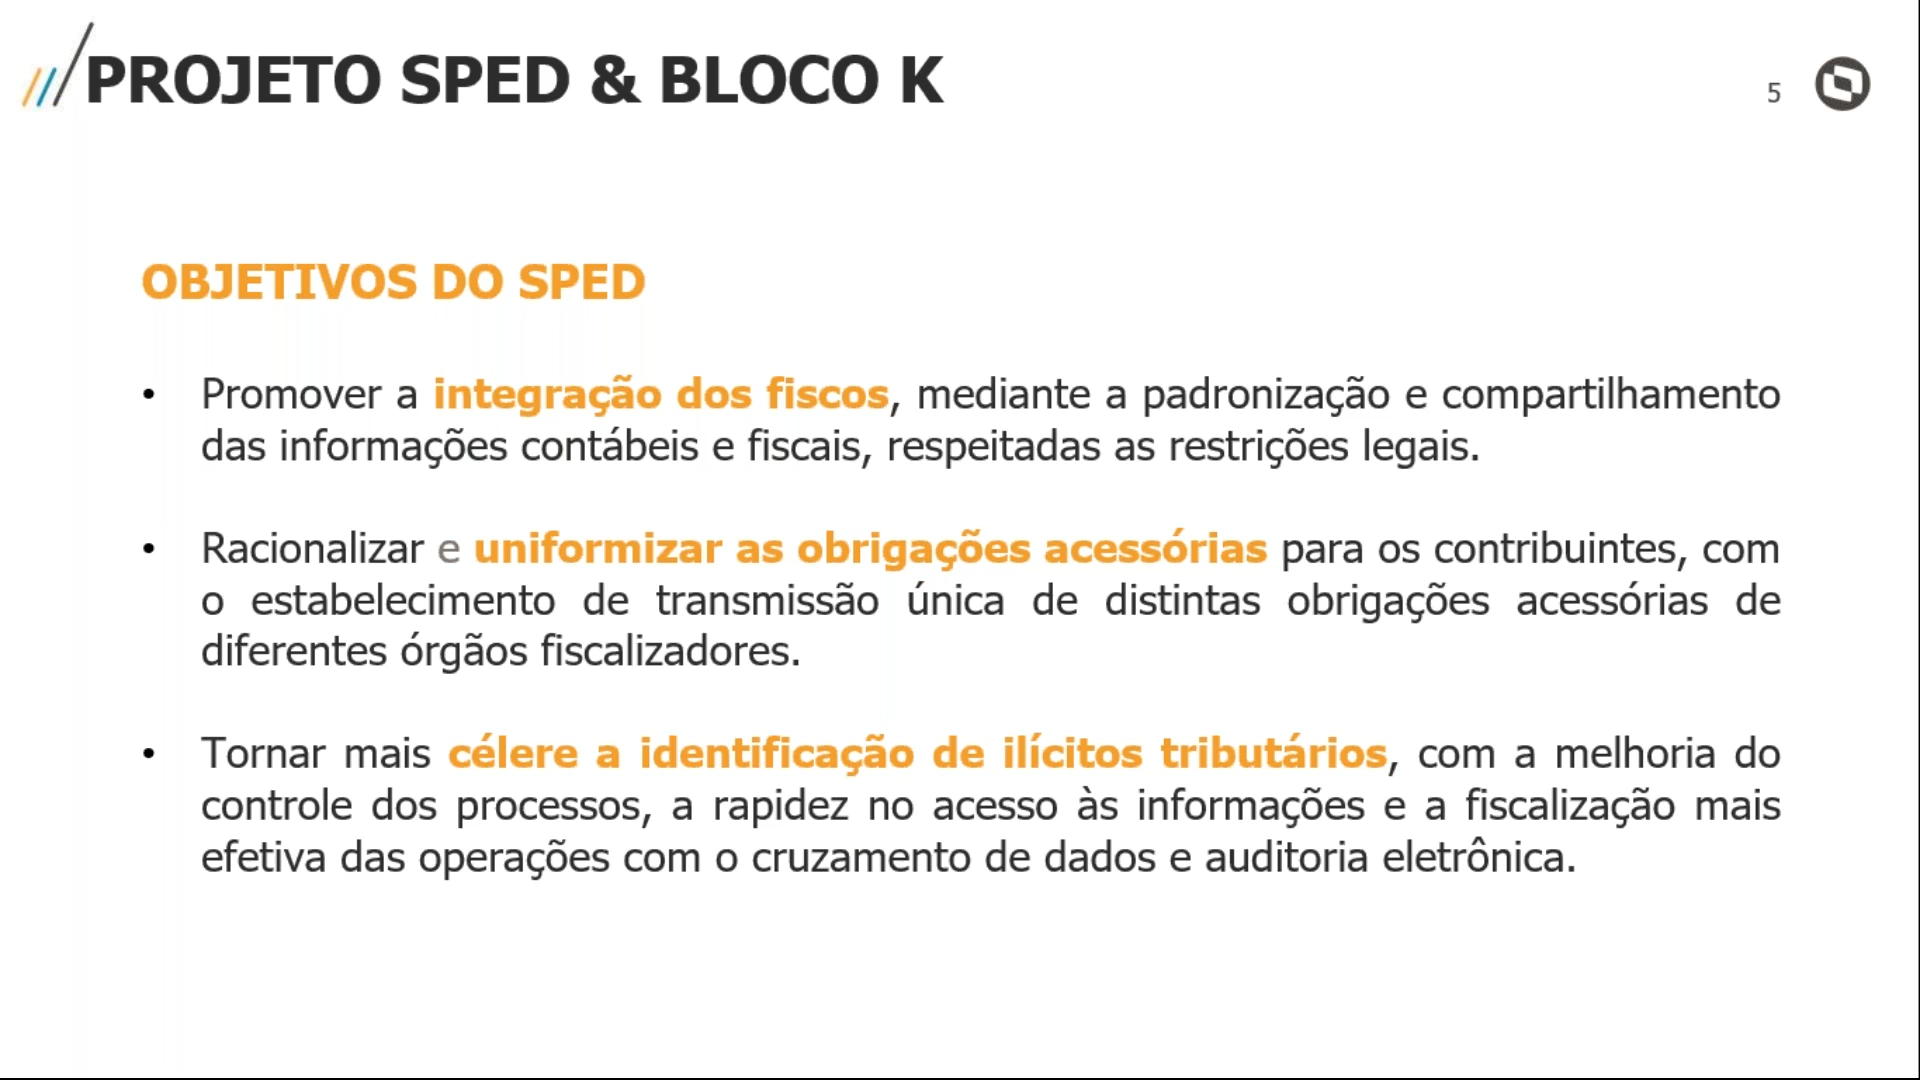 PROJETO SPED & BLOCO K
5
OBJETIVOS DO SPED
• Promover a integração dos fiscos, mediante a padronização e compartilhamento
das informações contábeis e fiscais, respeitadas as restrições legais.
• Racionalizar e uniformizar as obrigações acessórias para os contribuintes, com
o estabelecimento de transmissão única de distintas obrigações acessórias de
diferentes órgãos fiscalizadores.
• Tornar mais célere a identificação de ilícitos tributários, com a melhoria do
controle dos processos, a rapidez no acesso às informações e a fiscalização mais
efetiva das operações com o cruzamento de dados e auditoria eletrônica.